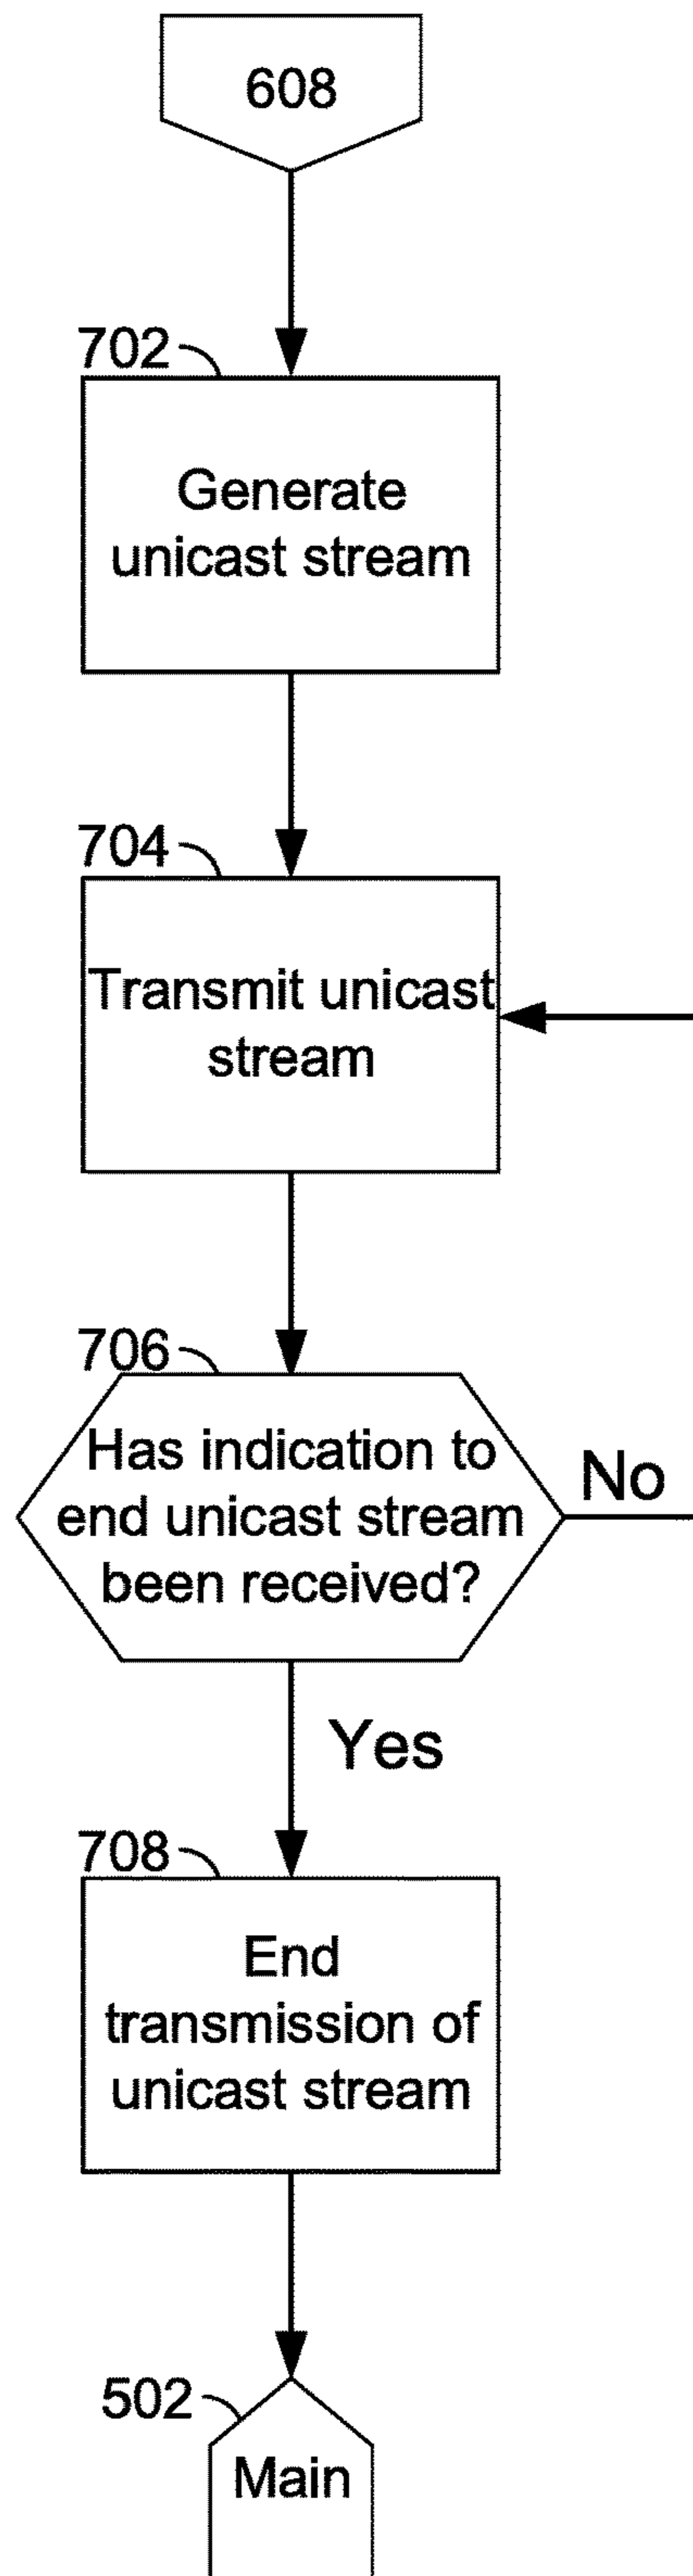 608
702
Generate
unicast stream
704
Transmit unicast
stream
706
Has indication to
end unicast stream
been received?
No
Yes
708
End
transmission of
unicast stream
502
Main